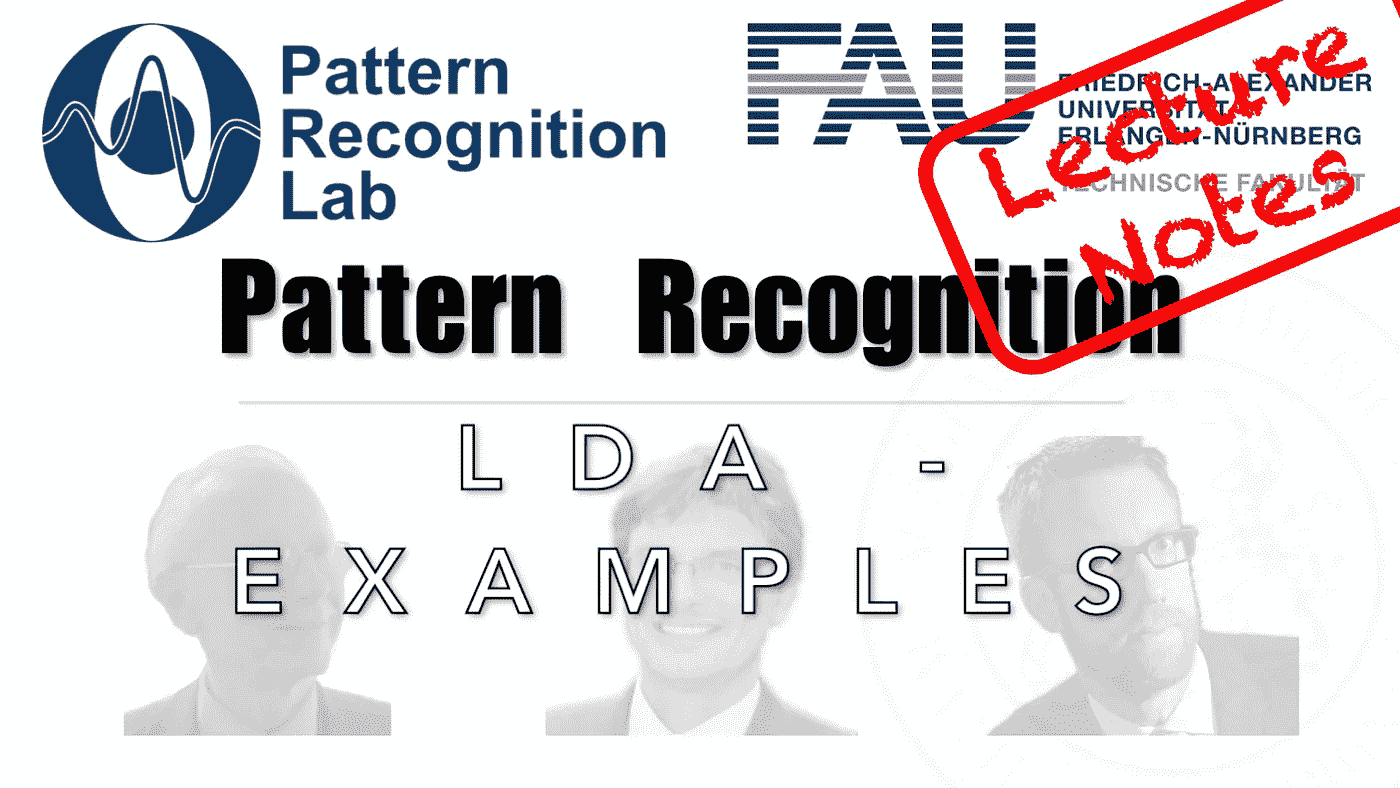 Pattern
Recognition
Lab
FAU
FRIEDRICH-ALEXANDER
UNIVERSITÄT
ERLANGEN-NÜRNBERG
TECHNISCHE FAKULTÄT
Lecture
Notes
Pattern Recognition
LDA -
EXAMPLES